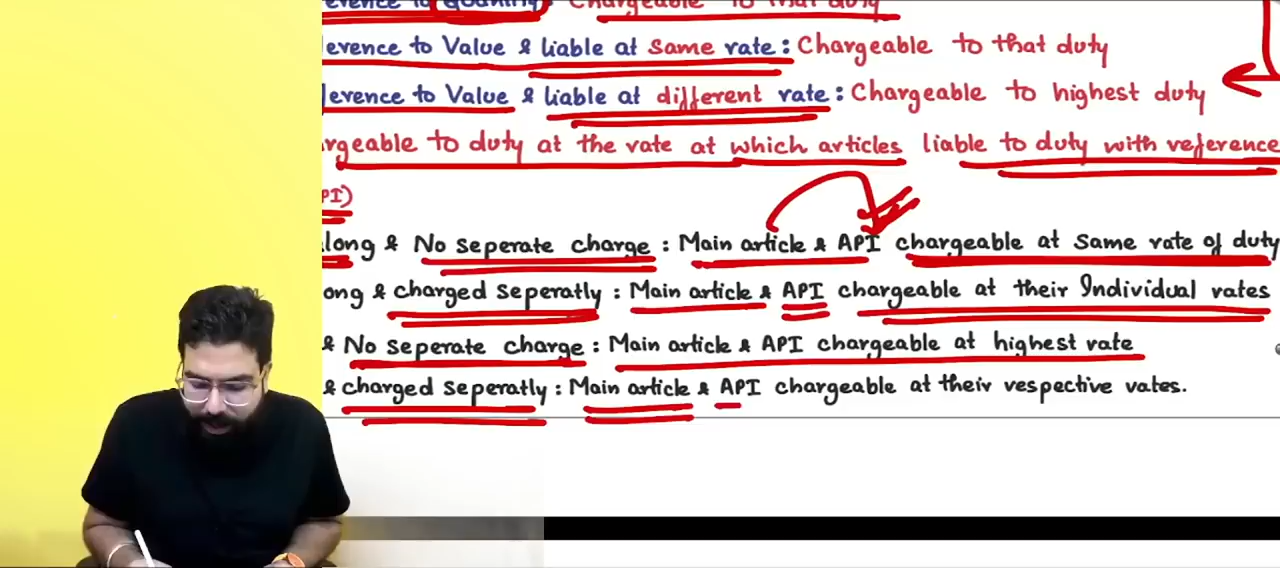 Quantity: Chargeable to that duty
erence to Value & liable at same rate: Chargeable to that duty
erence to Value & liable at different rate: Chargeable to highest duty
rgeable to duty at the rate at which articles liable to duty with reference
PI)
long & No seperate charge: Main article & API chargeable at same rate of duty
ong & charged seperatly: Main article & API chargeable at their Individual rates
& No seperate charge: Main article & API chargeable at highest rate
& charged seperatly: Main article & API chargeable at their respective rates.